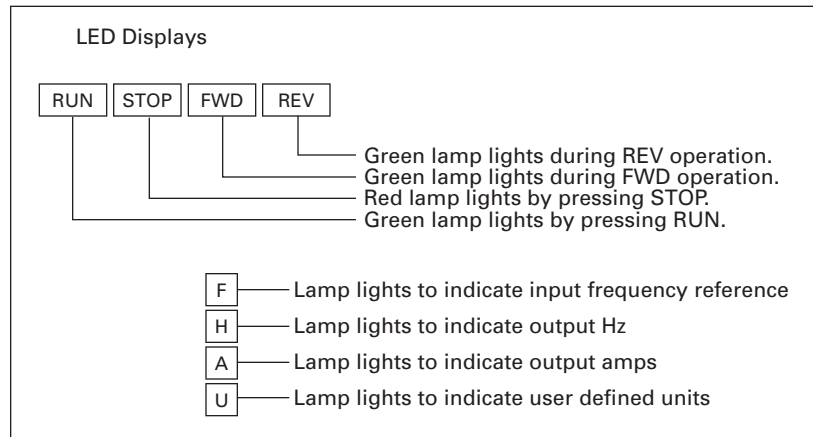 LED Displays
RUN STOP FWD REV
Green lamp lights during REV operation.
Green lamp lights during FWD operation.
Red lamp lights by pressing STOP.
Green lamp lights by pressing RUN.
F Lamp lights to indicate input frequency reference
H Lamp lights to indicate output Hz
A Lamp lights to indicate output amps
U Lamp lights to indicate user defined units